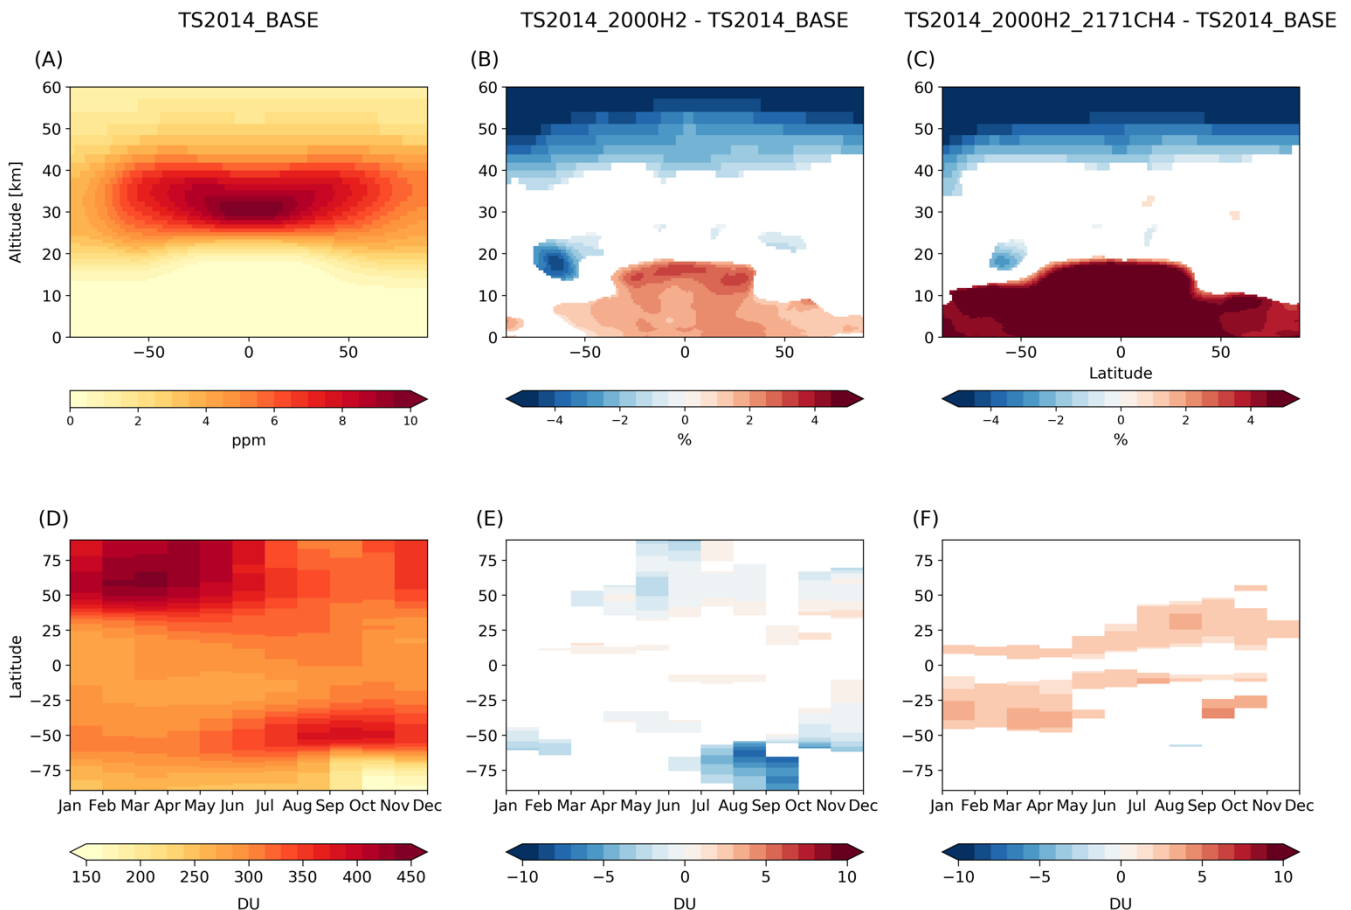 TS2014_BASE
TS2014_2000H2 - TS2014_BASE
TS2014_2000H2_2171CH4 - TS2014_BASE
(A)
(B)
(C)
60
50
40
30
20
10
0
Altitude [km]
−50 0 50
60
50
40
30
20
10
0
−50 0 50
60
50
40
30
20
10
0
−50 0 50
Latitude
0 2 4 6 8 10
ppm
−4 −2 0 2 4
%
−4 −2 0 2 4
%
(D)
(E)
(F)
75
50
25
0
−25
−50
−75
Latitude
Jan Feb Mar Apr May Jun Jul Aug Sep Oct Nov Dec
75
50
25
0
−25
−50
−75
Jan Feb Mar Apr May Jun Jul Aug Sep Oct Nov Dec
75
50
25
0
−25
−50
−75
Jan Feb Mar Apr May Jun Jul Aug Sep Oct Nov Dec
150 200 250 300 350 400 450
DU
−10 −5 0 5 10
DU
−10 −5 0 5 10
DU